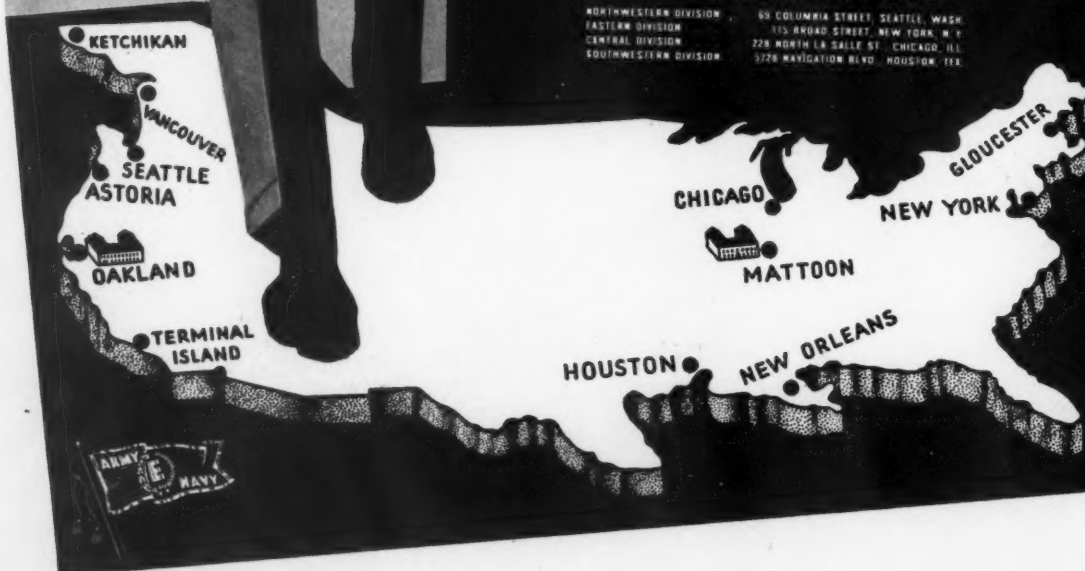 NORTHWESTERN DIVISION 69 COLUMBIA STREET, SEATTLE, WASH
EASTERN DIVISION 115 BROAD STREET, NEW YORK, N.Y.
CENTRAL DIVISION 228 NORTH LA SALLE ST. CHICAGO, ILL.
SOUTHWESTERN DIVISION 5726 NAVIGATION BLVD. HOUSTON, TEX
KETCHIKAN
VANCOUVER
SEATTLE
ASTORIA
OAKLAND
TERMINAL
ISLAND
CHICAGO
MATTOON
GLOUCESTER
NEW YORK
HOUSTON
NEW ORLEANS
ARMY E NAVY